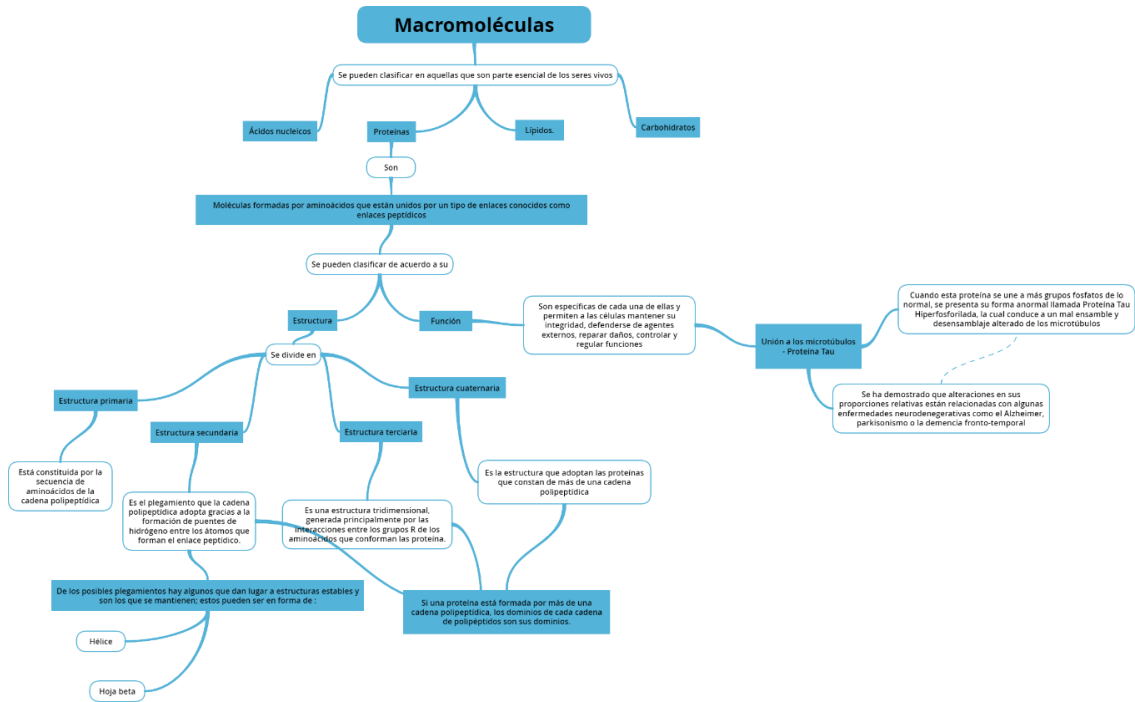 Macromoléculas
Se pueden clasificar en aquellas que son parte esencial de los seres vivos
Ácidos nucleicos
Proteínas
Lípidos.
Carbohidratos
Son
Moléculas formadas por aminoácidos que están unidos por un tipo de enlaces conocidos como
enlaces peptídicos
Se pueden clasificar de acuerdo a su
Estructura
Función
Son específicas de cada una de ellas y
permiten a las células mantener su
integridad, defenderse de agentes
externos, reparar daños, controlar y
regular funciones
Unión a los microtúbulos
- Proteína Tau
Cuando esta proteína se une a más grupos fosfatos de lo
normal, se presenta su forma anormal llamada Proteína Tau
Hiperfosforilada, la cual conduce a un mal ensamble y
desensamblaje alterado de los microtúbulos
Se ha demostrado que alteraciones en sus
proporciones relativas están relacionadas con algunas
enfermedades neurodenegerativas como el Alzheimer,
parkisonismo o la demencia fronto-temporal
Se divide en
Estructura primaria
Estructura secundaria
Estructura terciaria
Estructura cuaternaria
Está constituida por la
secuencia de
aminoácidos de la
cadena polipeptídica
Es el plegamiento que la cadena
polipeptídica adopta gracias a la
formación de puentes de
hidrógeno entre los átomos que
forman el enlace peptídico.
Es una estructura tridimensional,
generada principalmente por las
interacciones entre los grupos R de los
aminoácidos que conforman las proteína.
Es la estructura que adoptan las proteínas
que constan de más de una cadena
polipeptídica
De los posibles plegamientos hay algunos que dan lugar a estructuras estables y
son los que se mantienen; estos pueden ser en forma de :
Hélice
Hoja beta
Si una proteína está formada por más de una
cadena polipeptídica, los dominios de cada cadena
de polipéptidos son sus dominios.